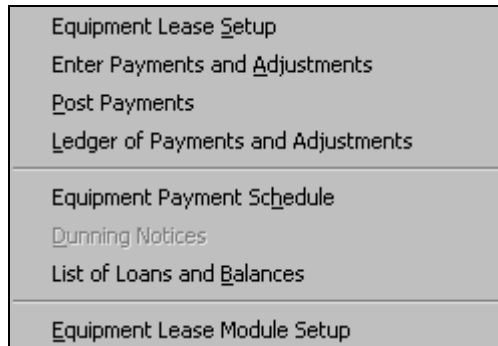 Equipment Lease Setup
Enter Payments and Adjustments
Post Payments
Ledger of Payments and Adjustments
Equipment Payment Schedule
Dunning Notices
List of Loans and Balances
Equipment Lease Module Setup